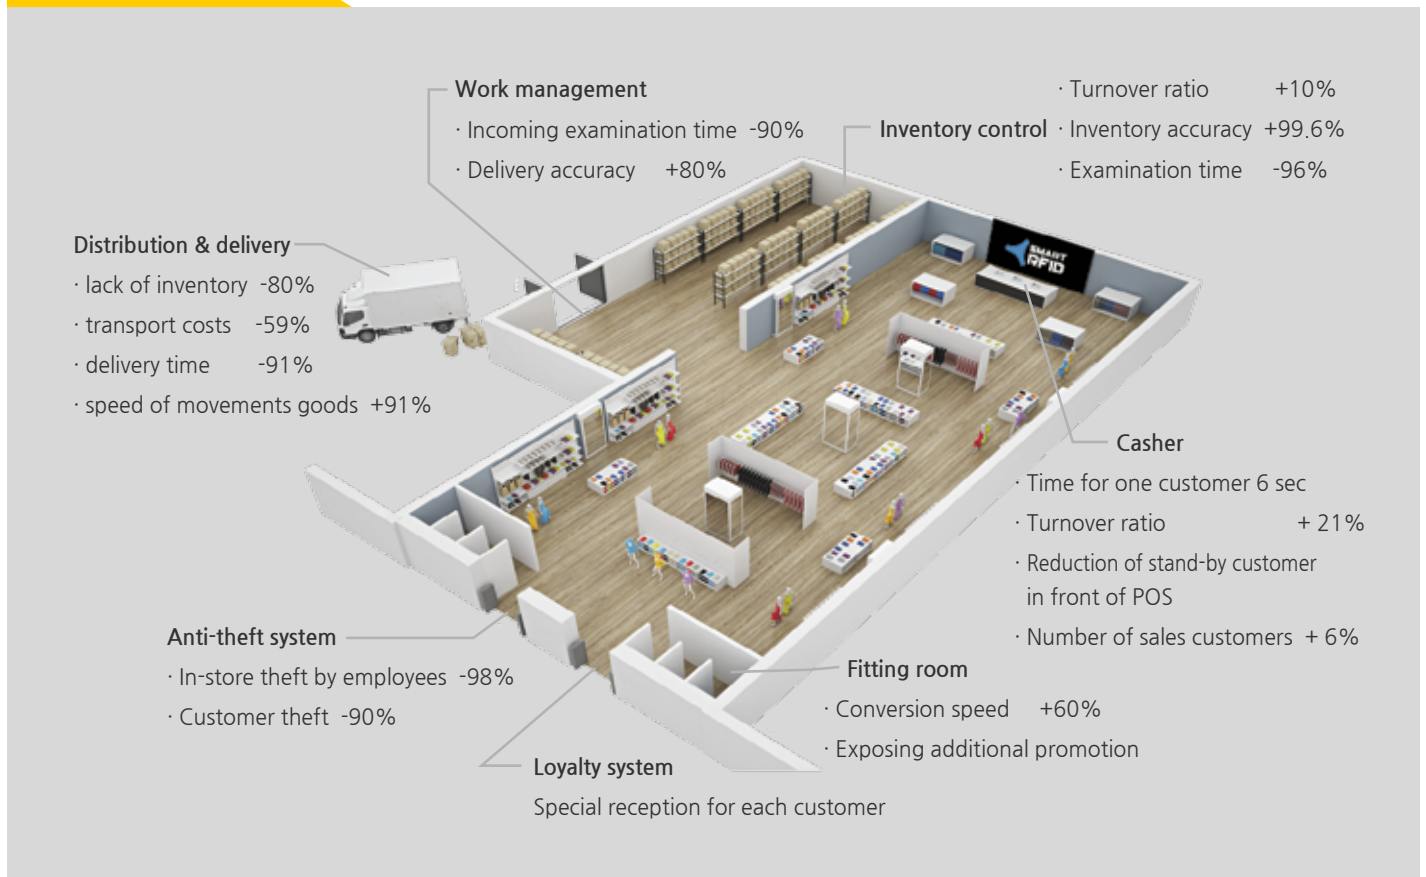 Work management
· Incoming examination time -90%
· Delivery accuracy +80%
Inventory control
· Turnover ratio +10%
· Inventory accuracy +99.6%
· Examination time -96%
Distribution & delivery
· lack of inventory -80%
· transport costs -59%
· delivery time -91%
· speed of movements goods +91%
SMART
RFID
Casher
· Time for one customer 6 sec
· Turnover ratio + 21%
· Reduction of stand-by customer
in front of POS
· Number of sales customers + 6%
Anti-theft system
· In-store theft by employees -98%
· Customer theft -90%
Fitting room
· Conversion speed +60%
· Exposing additional promotion
Loyalty system
Special reception for each customer